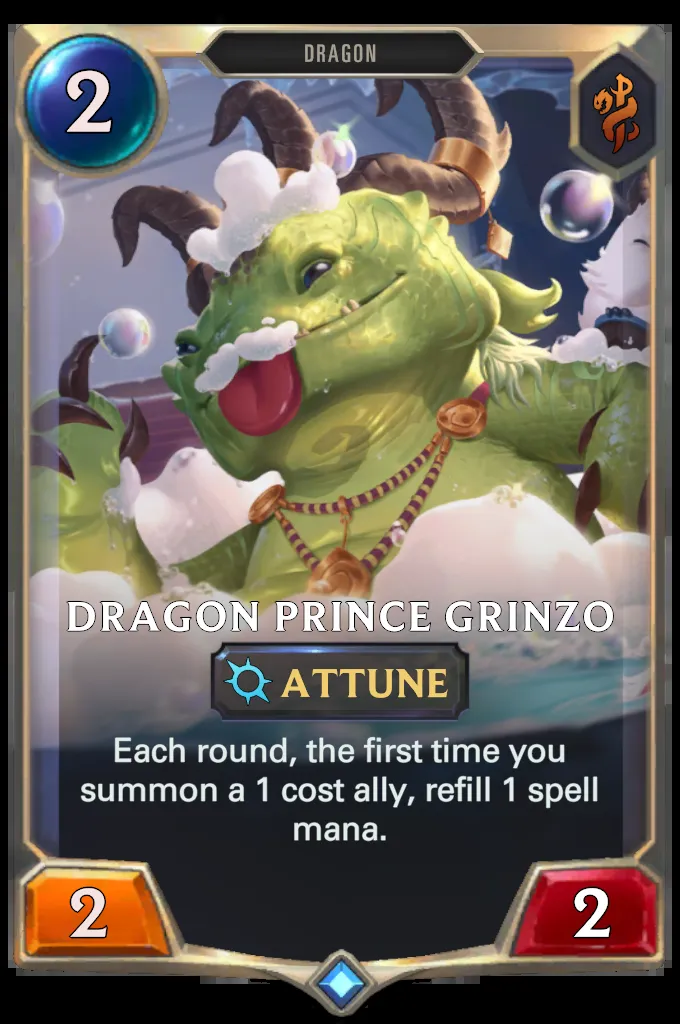 DRAGON
2
DRAGON PRINCE GRINZO
ATTUNE
Each round, the first time you
summon a 1 cost ally, refill 1 spell
mana.
2
2